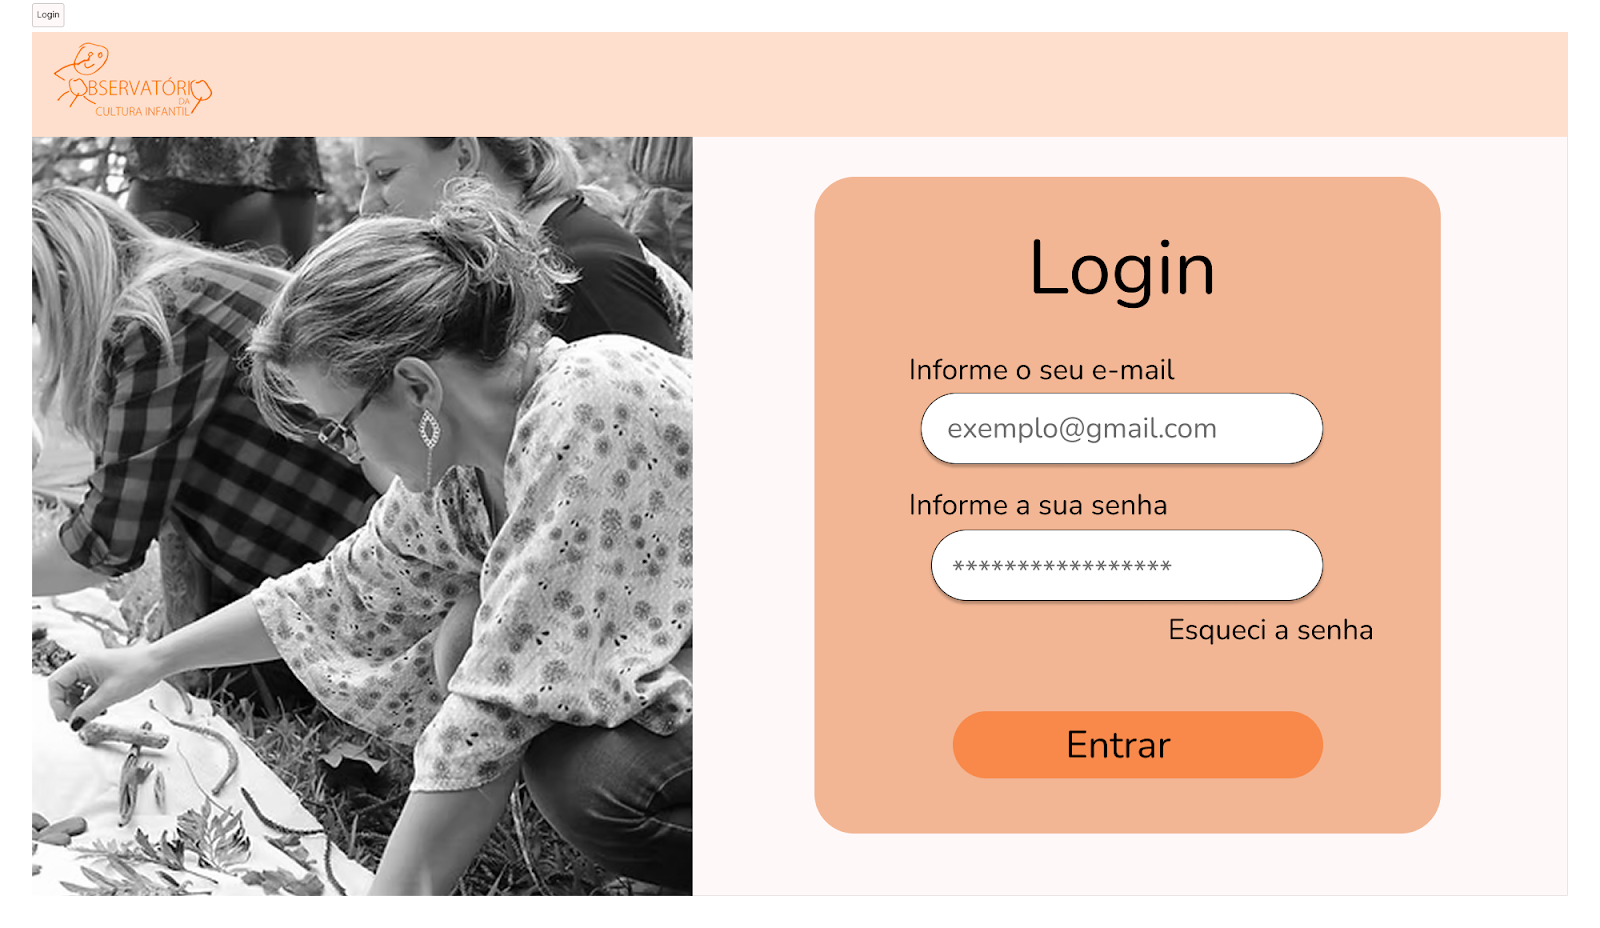 Login
OBSERVATÓRIO
DA
CULTURA INFANTIL
Login
Informe o seu e-mail
exemplo@gmail.com
Informe a sua senha
*****************
Esqueci a senha
Entrar